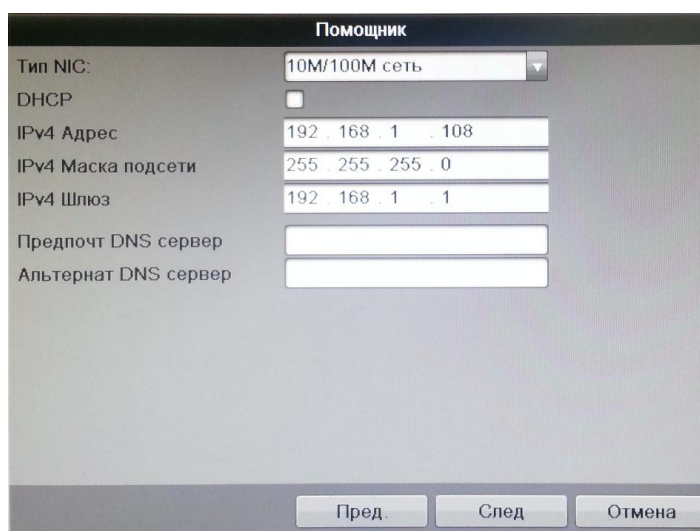 Помощник
Тип NIC: 10M/100M сеть
DHCP
IPv4 Адрес 192 . 168 . 1 . 108
IPv4 Маска подсети 255 . 255 . 255 . 0
IPv4 Шлюз 192 . 168 . 1 . 1
Предпочт DNS сервер
Альтернат DNS сервер
Пред. След Отмена